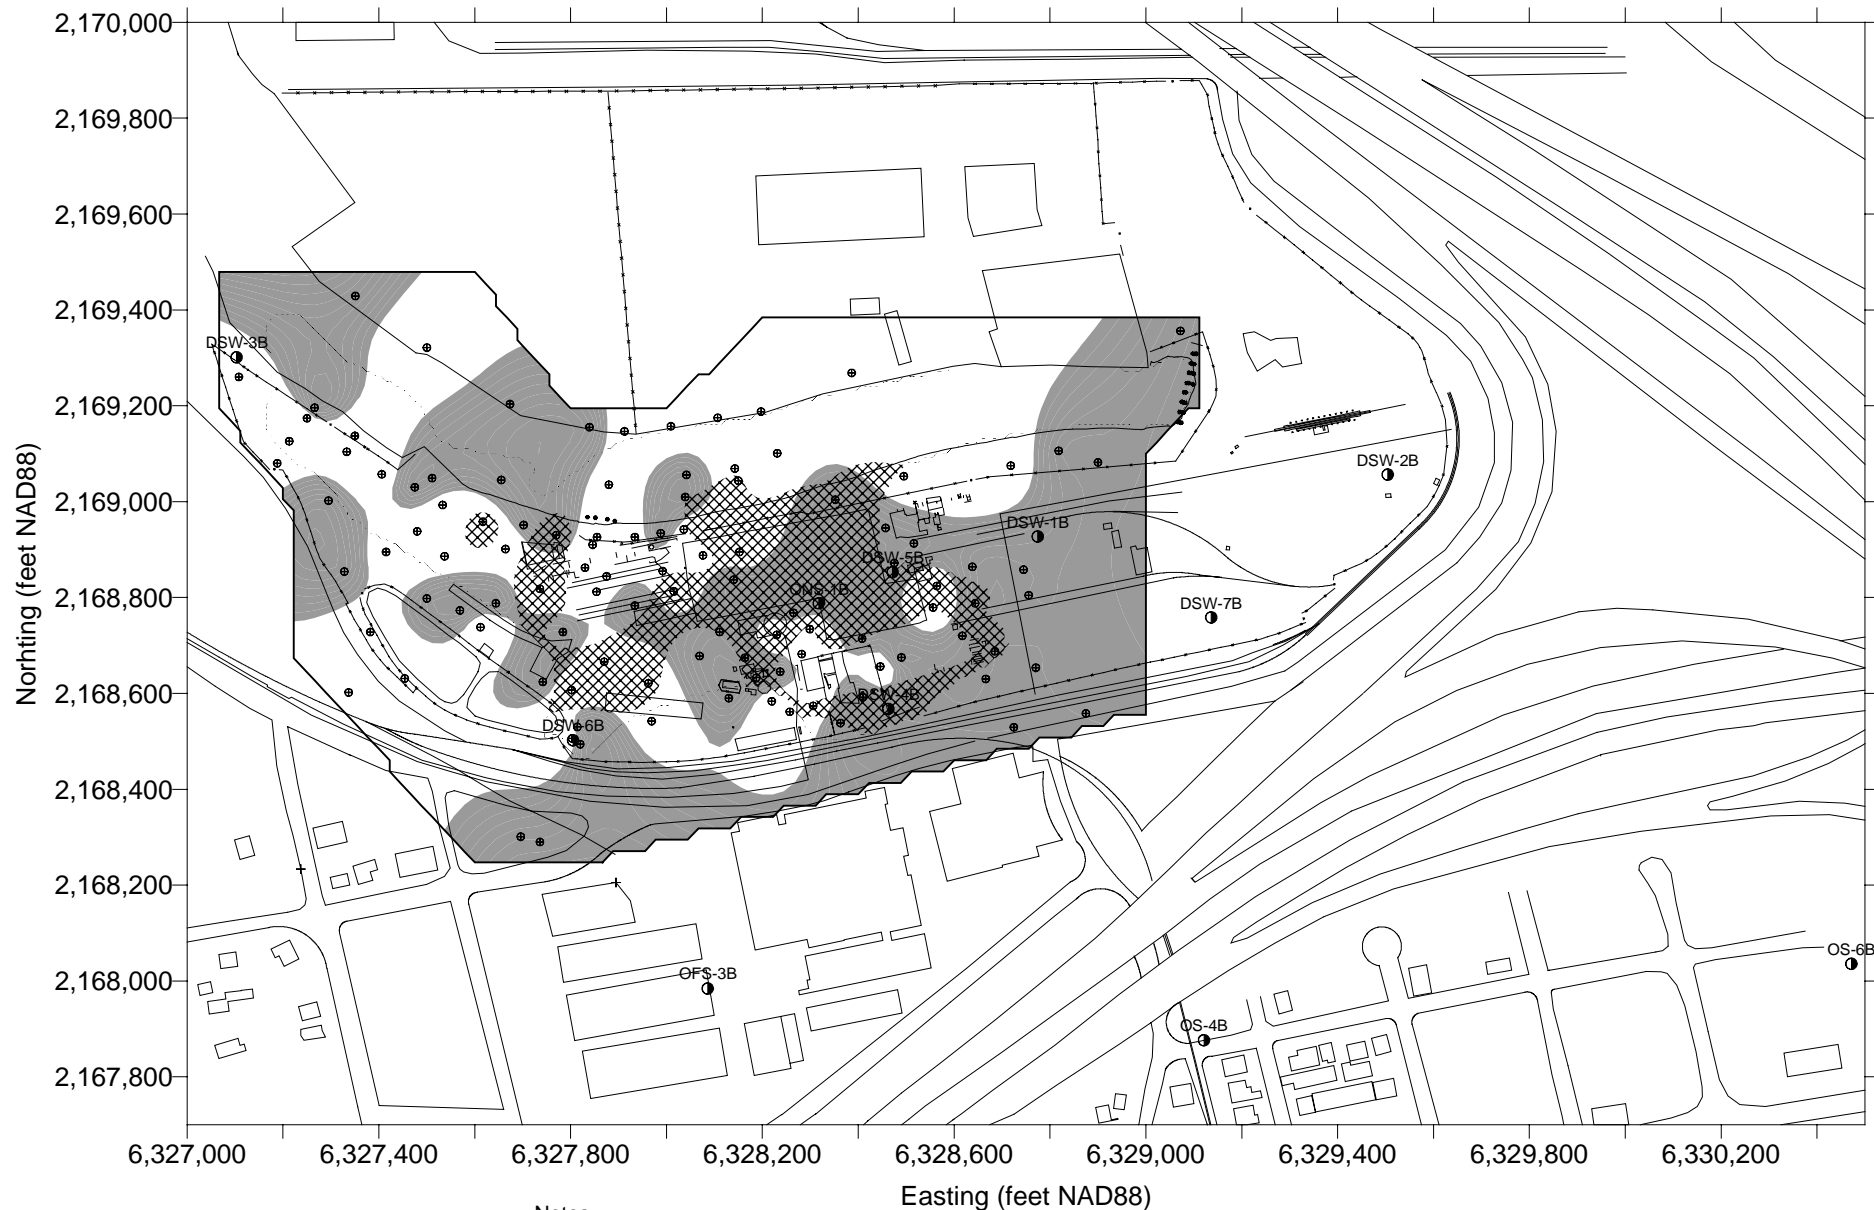 2,170,000
2,169,800
2,169,600
2,169,400
2,169,200
2,169,000
2,168,800
2,168,600
2,168,400
2,168,200
2,168,000
2,167,800
Norhting (feet NAD88)
DSW-3B
DSW-2B
DSW-1B
DSW-5B
ONS-1B
DSW-7B
DSW-4B
DSW-6B
OFS-3B
OS-6B
OS-4B
6,327,000 6,327,400 6,327,800 6,328,200 6,328,600 6,329,000 6,329,400 6,329,800 6,330,200
Easting (feet NAD88)
Notes